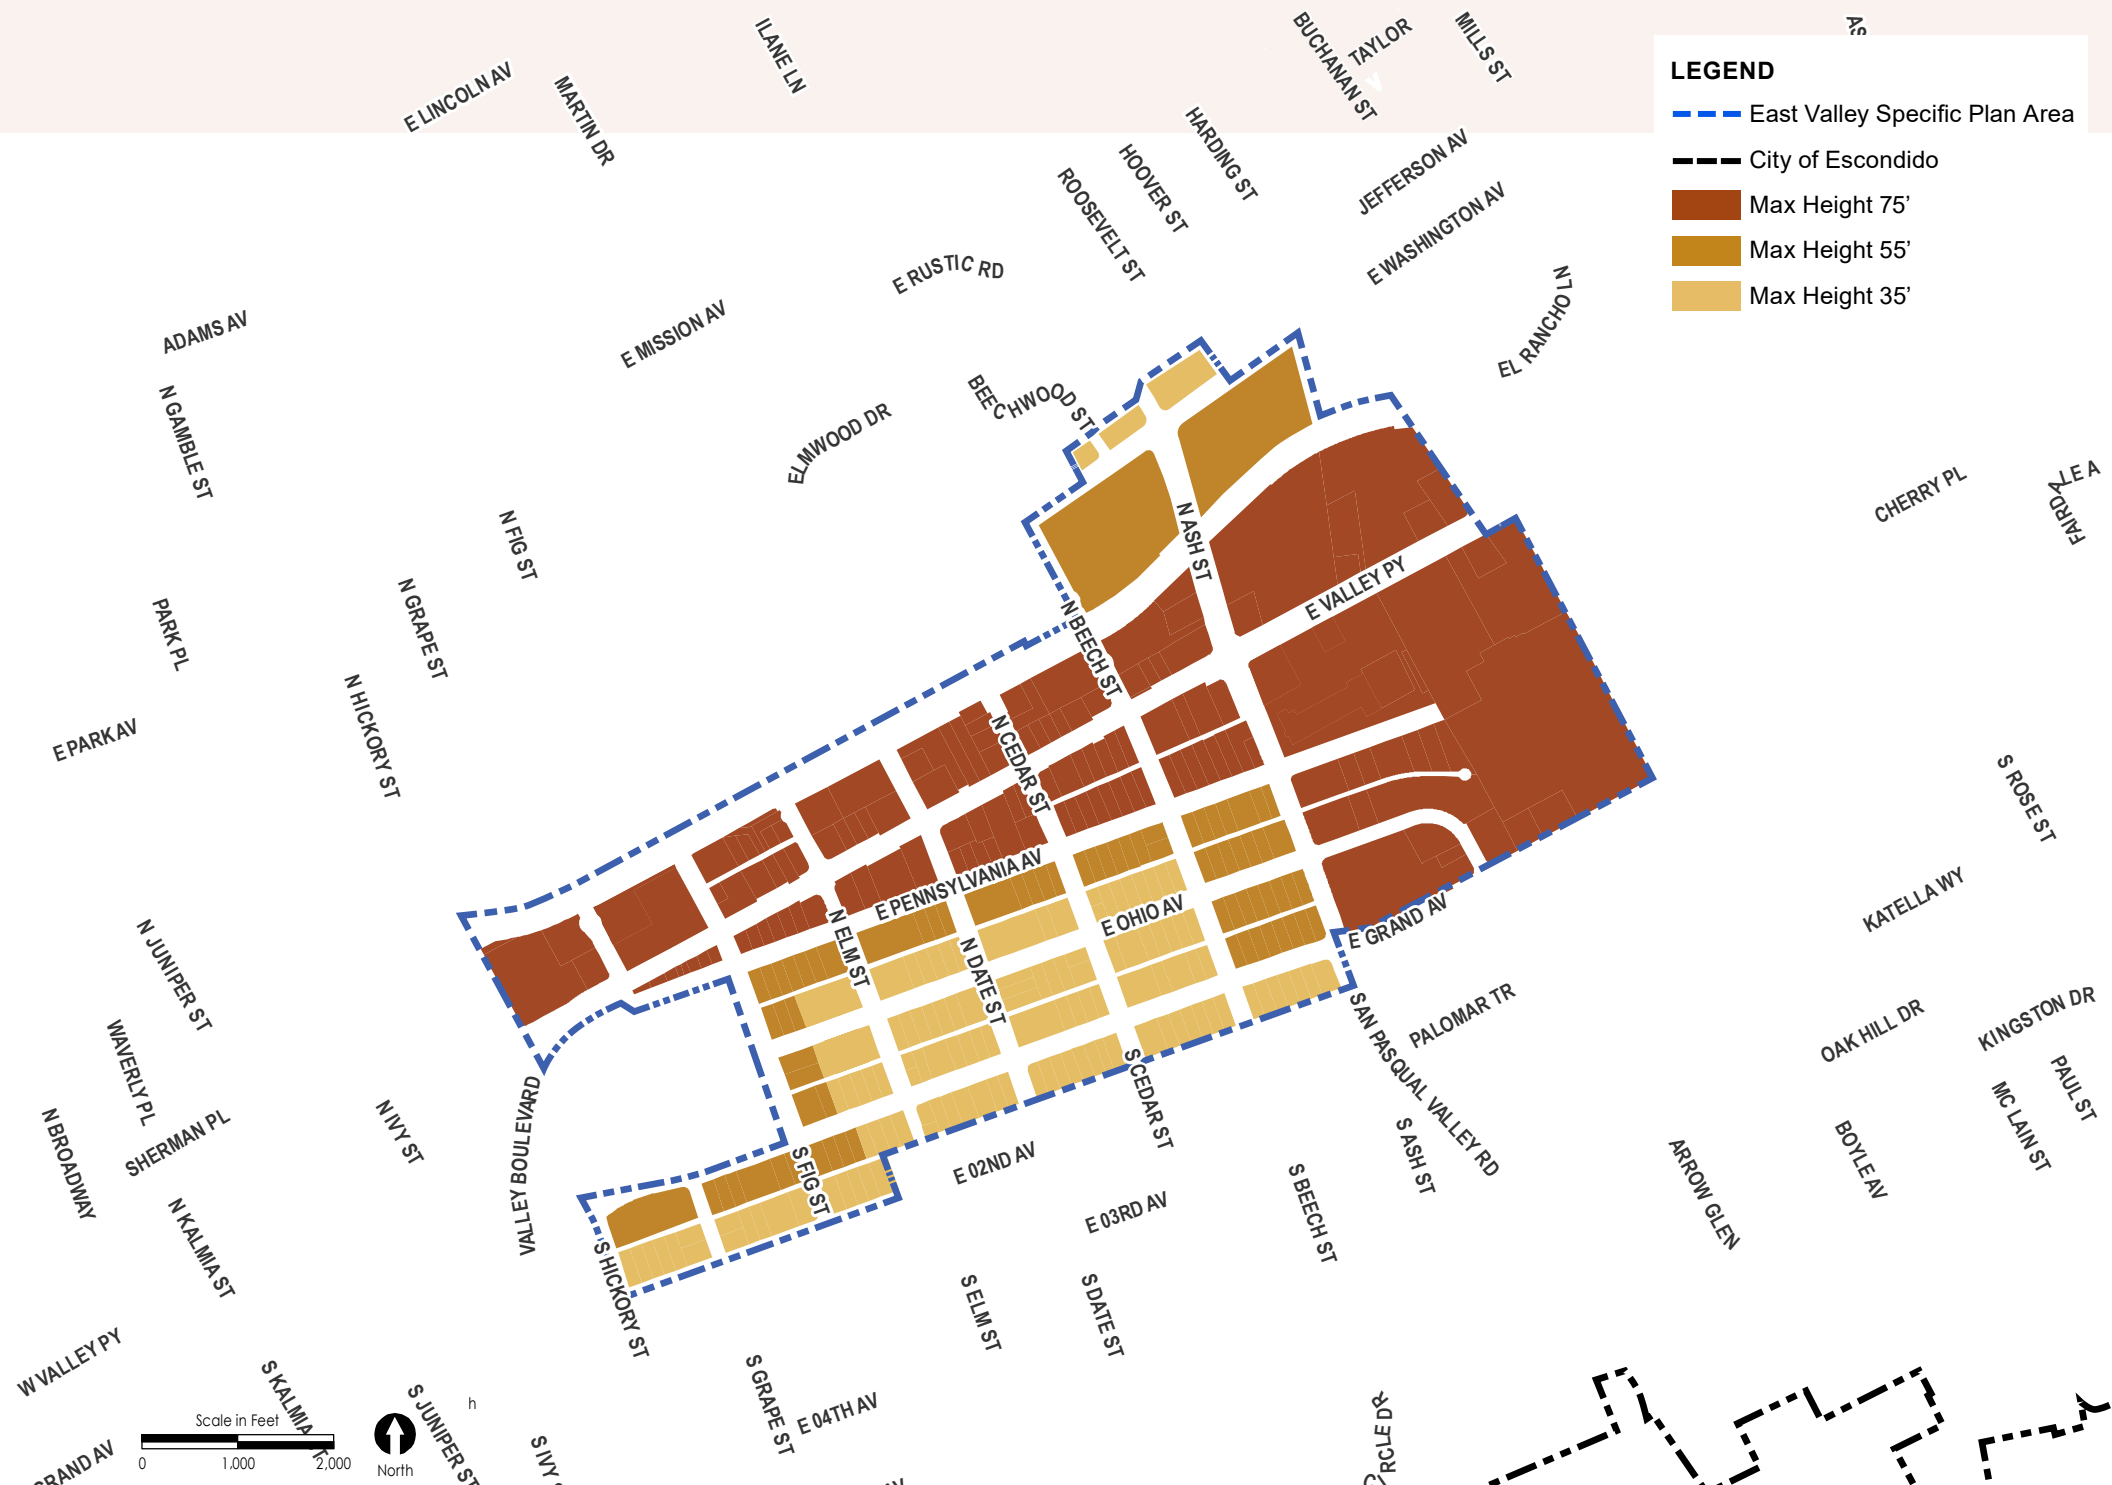 ILANE LN
BUCHANAN ST
TAYLOR
MILLS ST
E LINCOLN AV
MARTIN DR
LEGEND
East Valley Specific Plan Area
City of Escondido
Max Height 75’
Max Height 55’
Max Height 35’
HARDING ST
HOOVER ST
ROOSEVELT ST
JEFFERSON AV
E WASHINGTON AV
E RUSTIC RD
EL RANCHO LN
ADAMS AV
E MISSION AV
N GAMBLE ST
BEECHWOOD ST
ELMWOOD DR
CHERRY PL
N FIG ST
N ASH ST
E VALLEY PY
N GRAPE ST
PARK PL
N BEECH ST
N HICKORY ST
E PARK AV
N CEDAR ST
S ROSE ST
E PENNSYLVANIA AV
E OHIO AV
E GRAND AV
KATELLA WY
N ELM ST
N DATE ST
N JUNIPER ST
SAN PASQUAL VALLEY RD
PALOMAR TR
OAK HILL DR
KINGSTON DR
WAVERLY PL
SHERMAN PL
N BROADWAY
N IVY ST
VALLEY BOULEVARD
S CEDAR ST
PAUL ST
MC LAIN ST
BOYLE AV
ARROW GLEN
S ASH ST
E 02ND AV
S FIG ST
E 03RD AV
S BEECH ST
N KALMIA ST
S HICKORY ST
S ELM ST
S DATE ST
W VALLEY PY
S KALMIA ST
S JUNIPER ST
S GRAPE ST
E 04TH AV
h
S IVY
RCLE DR
GRAND AV
Scale in Feet
0 1,000 2,000
North